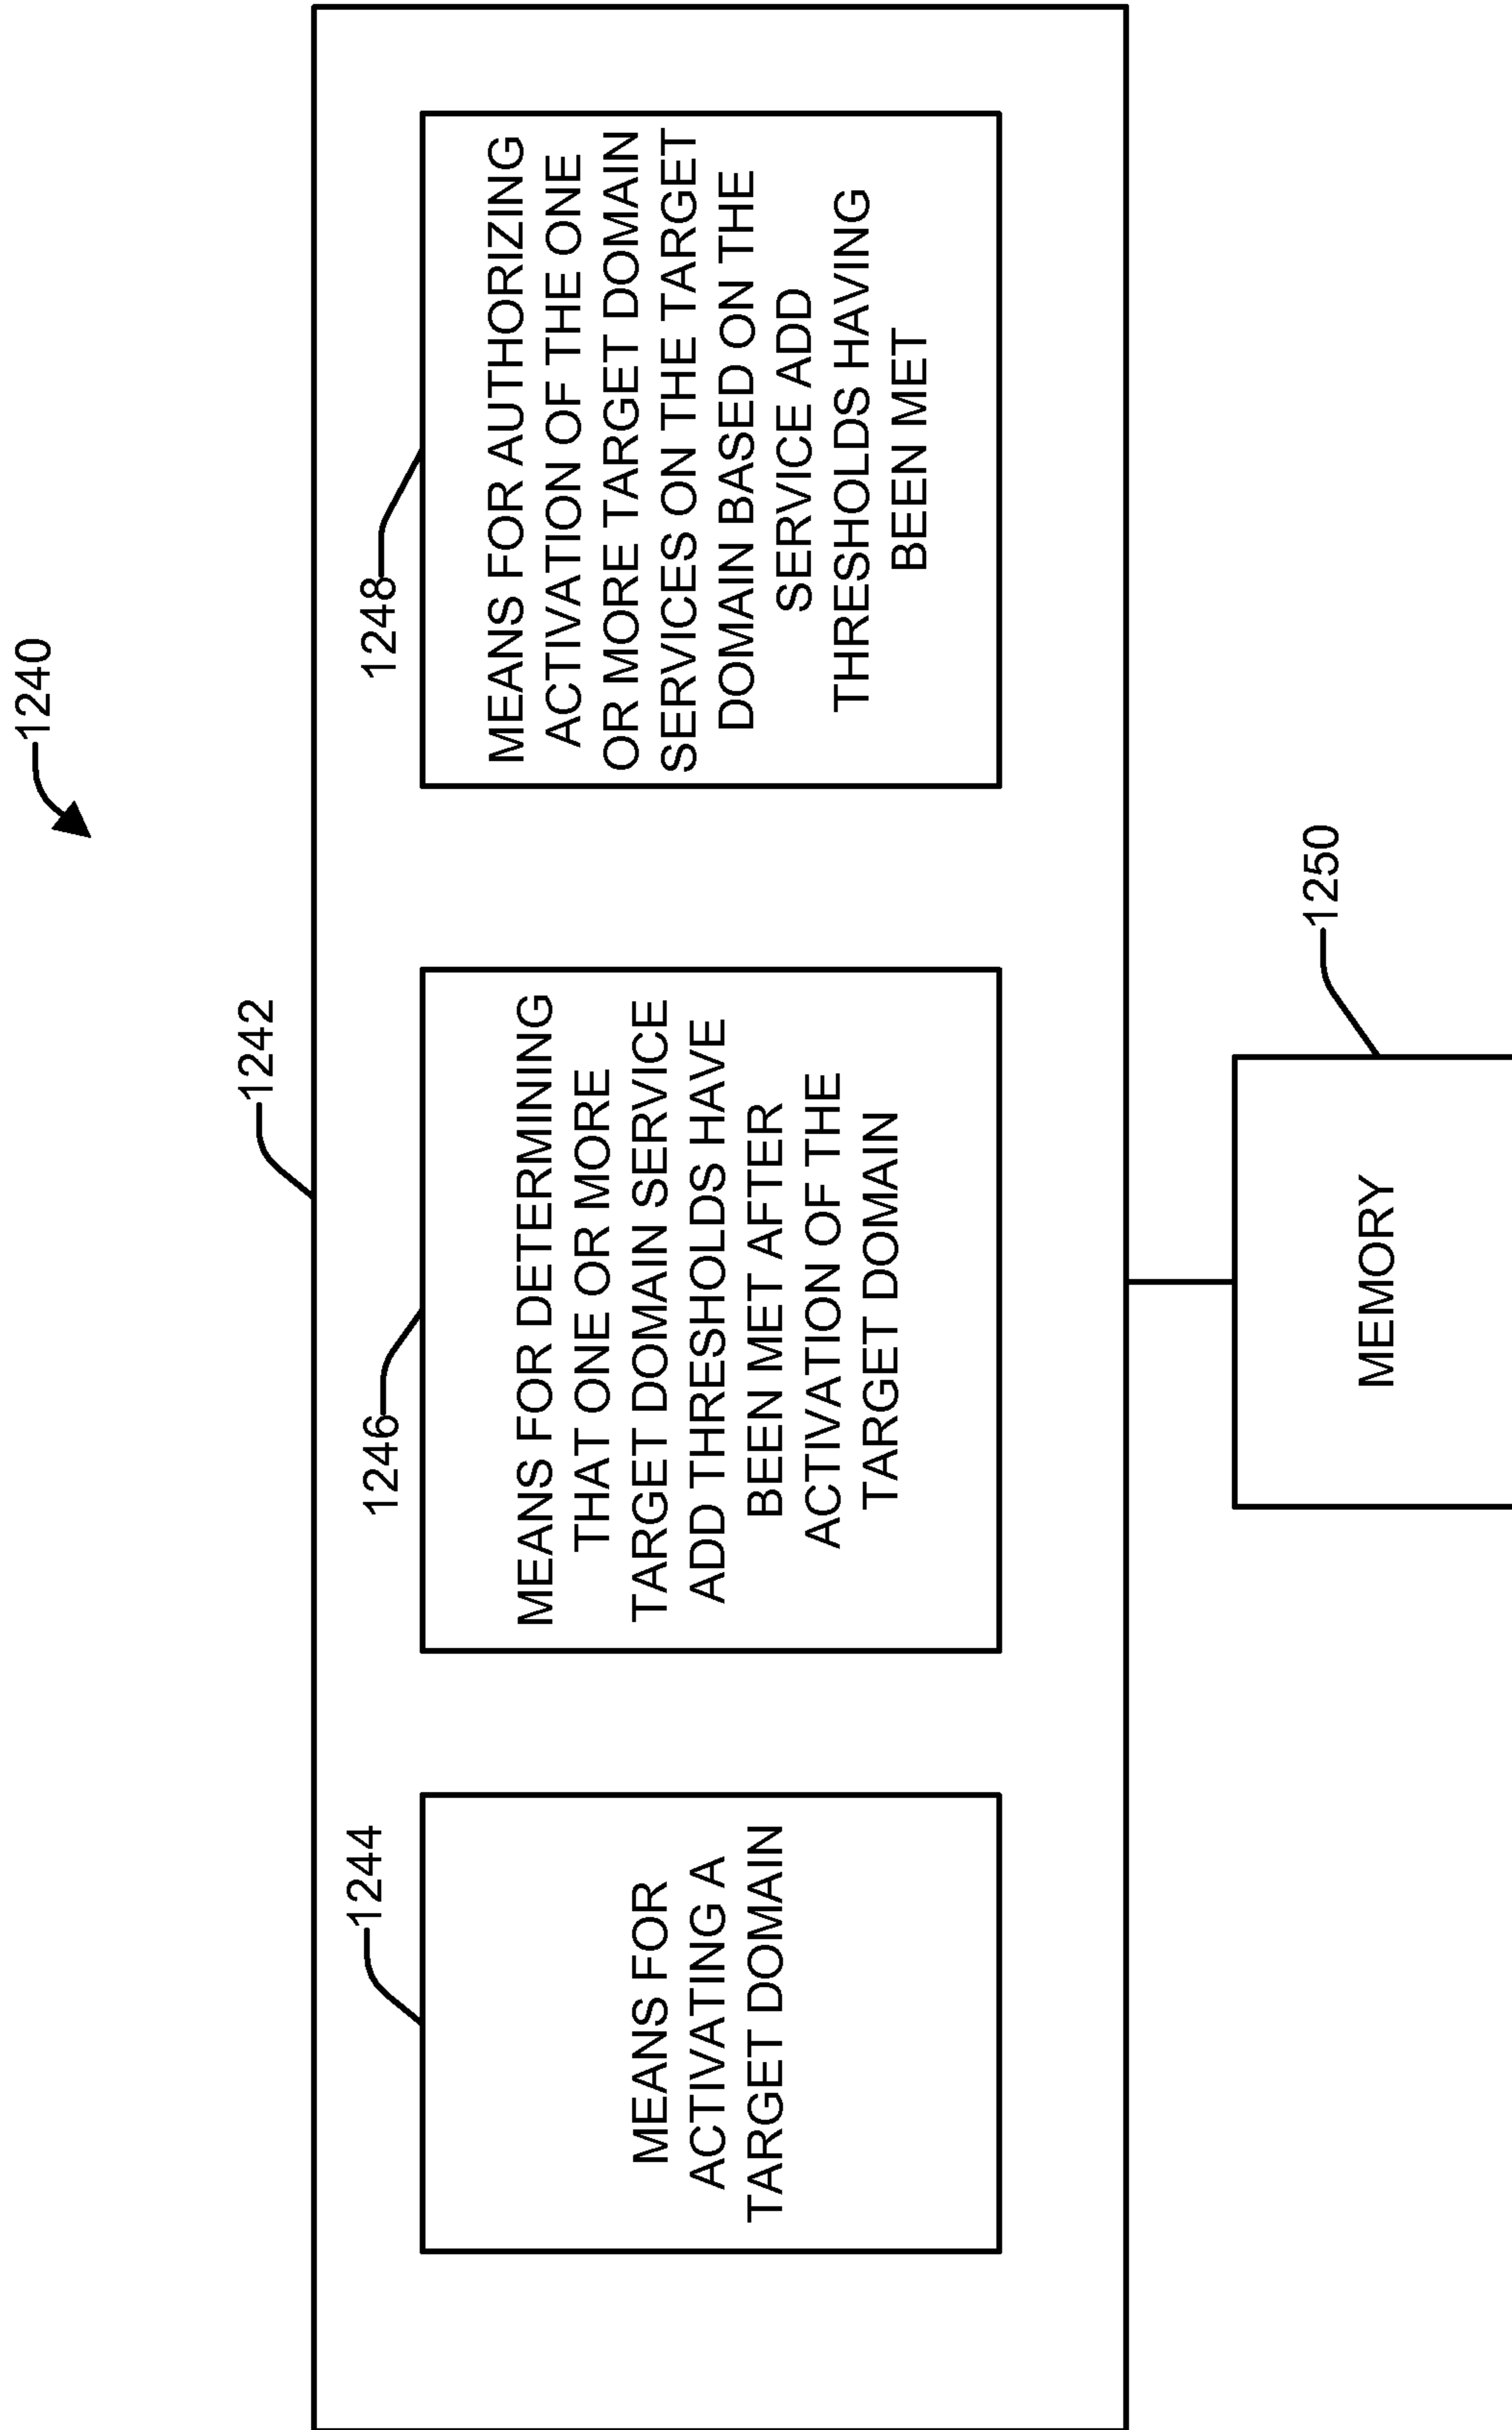 1240
1242
1244
MEANS FOR
ACTIVATING A
TARGET DOMAIN
1246
MEANS FOR DETERMINING
THAT ONE OR MORE
TARGET DOMAIN SERVICE
ADD THRESHOLDS HAVE
BEEN MET AFTER
ACTIVATION OF THE
TARGET DOMAIN
1248
MEANS FOR AUTHORIZING
ACTIVATION OF THE ONE
OR MORE TARGET DOMAIN
SERVICES ON THE TARGET
DOMAIN BASED ON THE
SERVICE ADD
THRESHOLDS HAVING
BEEN MET
1250
MEMORY